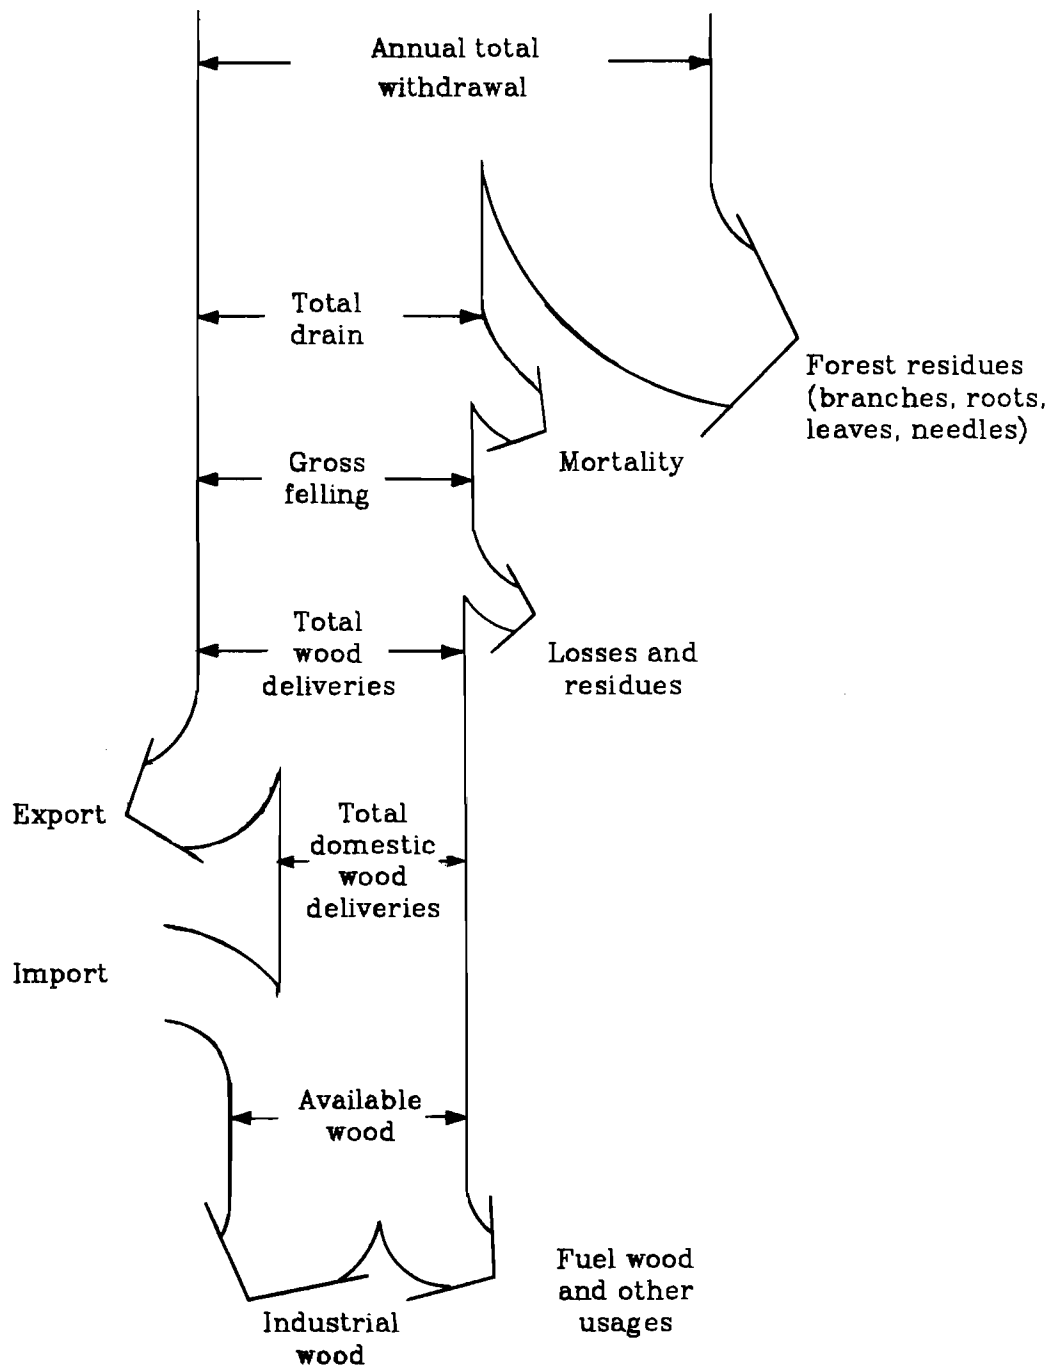 Annual total
withdrawal
Total
drain
Forest residues
(branches, roots,
leaves, needles)
Mortality
Gross
felling
Total
wood
deliveries
Losses and
residues
Export
Total
domestic
wood
deliveries
Import
Available
wood
Fuel wood
and other
usages
Industrial
wood